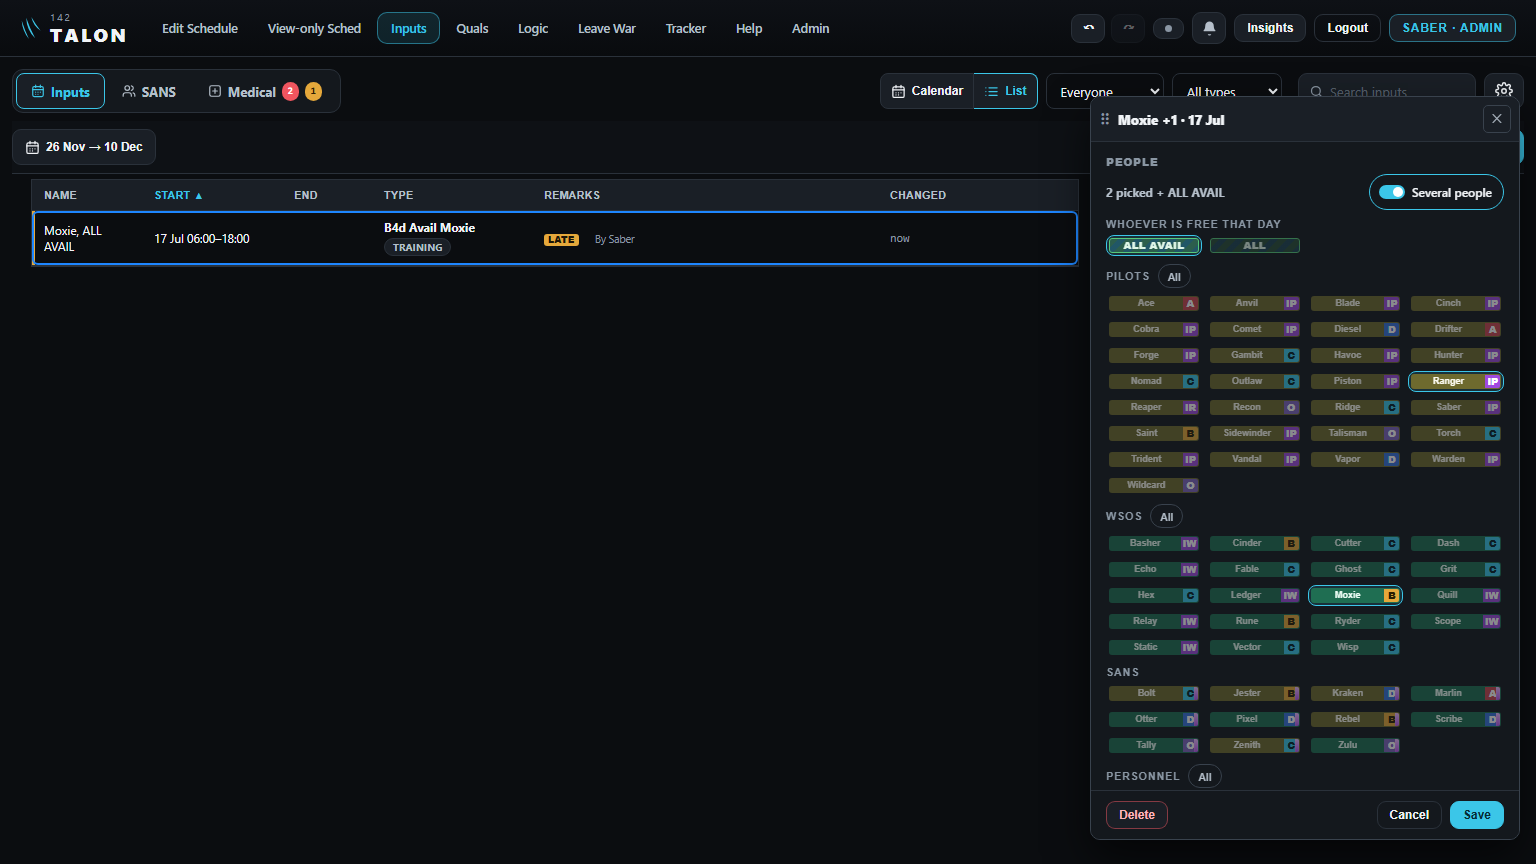 142
TALON
Edit Schedule
View-only Sched
Inputs
Quals
Logic
Leave War
Tracker
Help
Admin
Insights
Logout
SABER · ADMIN
Inputs
SANS
Medical 2 1
Calendar
List
Everyone
All types
Search inputs
26 Nov → 10 Dec
NAME START ▲ END TYPE REMARKS CHANGED
Moxie, ALL AVAIL
17 Jul 06:00–18:00
B4d Avail Moxie
TRAINING
LATE By Saber
now
Moxie +1 · 17 Jul
PEOPLE
2 picked + ALL AVAIL
Several people
WHOEVER IS FREE THAT DAY
ALL AVAIL ALL
PILOTS All
Ace A Anvil IP Blade IP Cinch IP
Cobra IP Comet IP Diesel D Drifter A
Forge IP Gambit C Havoc IP Hunter IP
Nomad C Outlaw C Piston IP Ranger IP
Reaper IR Recon O Ridge C Saber IP
Saint B Sidewinder IP Talisman O Torch C
Trident IP Vandal IP Vapor D Warden IP
Wildcard O
WSOS All
Basher IW Cinder B Cutter C Dash C
Echo IW Fable C Ghost C Grit C
Hex C Ledger IW Moxie B Quill IW
Relay IW Rune B Ryder C Scope IW
Static IW Vector C Wisp C
SANS
Bolt C Jester B Kraken D Marlin A
Otter D Pixel D Rebel B Scribe D
Tally O Zenith C Zulu O
PERSONNEL All
Delete
Cancel
Save